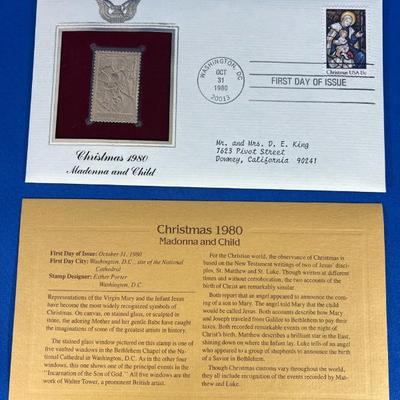 WASHINGTON, DC
OCT
31
1980
20013
FIRST DAY OF ISSUE
Christmas USA 15c
Mr. and Mrs. D. E. King
7623 Pivot Street
Downey, California 90241
Christmas 1980
Madonna and Child
Christmas 1980
Madonna and Child
First Day of Issue: October 31, 1980
First Day City: Washington, D.C., site of the National
Cathedral
Stamp Designer: Esther Porter
Washington, D.C.
Representations of the Virgin Mary and the Infant Jesus
have become the most widely recognized symbols of
Christmas. On canvas, on stained glass, or sculpted in
stone, the adoring Mother and her gentle Babe have caught
the imaginations of some of the greatest artists in history.
The stained glass window pictured on this stamp is one of
five vaulted windows in the Bethlehem Chapel of the Na-
tional Cathedral in Washington, D.C. As in the other four
windows, this one shows one of the principal events in the
"Incarnation of the Son of God." All five windows are the
work of Walter Tower, a prominent British artist.
For the Christian world, the observance of Christmas is
based on the New Testament writings of two of Jesus' disci-
ples, St. Matthew and St. Luke. Though written at different
times and without corroboration, the two accounts of the
birth of Christ are remarkably similar.
Both report that an angel appeared to announce the com-
ing of a son to Mary. The angel told Mary that the child
would be called Jesus. Both accounts describe how Mary
and Joseph traveled from Galilee to Bethlehem to pay their
taxes. Both recorded remarkable events on the night of
Christ's birth. Matthew describes a brilliant star in the East,
shining down on where the Infant lay. Luke tells of an angel
who appeared to a group of shepherds to announce the birth of
a Savior in Bethlehem.
Though Christmas customs vary throughout the world,
they all include recognition of the events recorded by Mat-
thew and Luke.